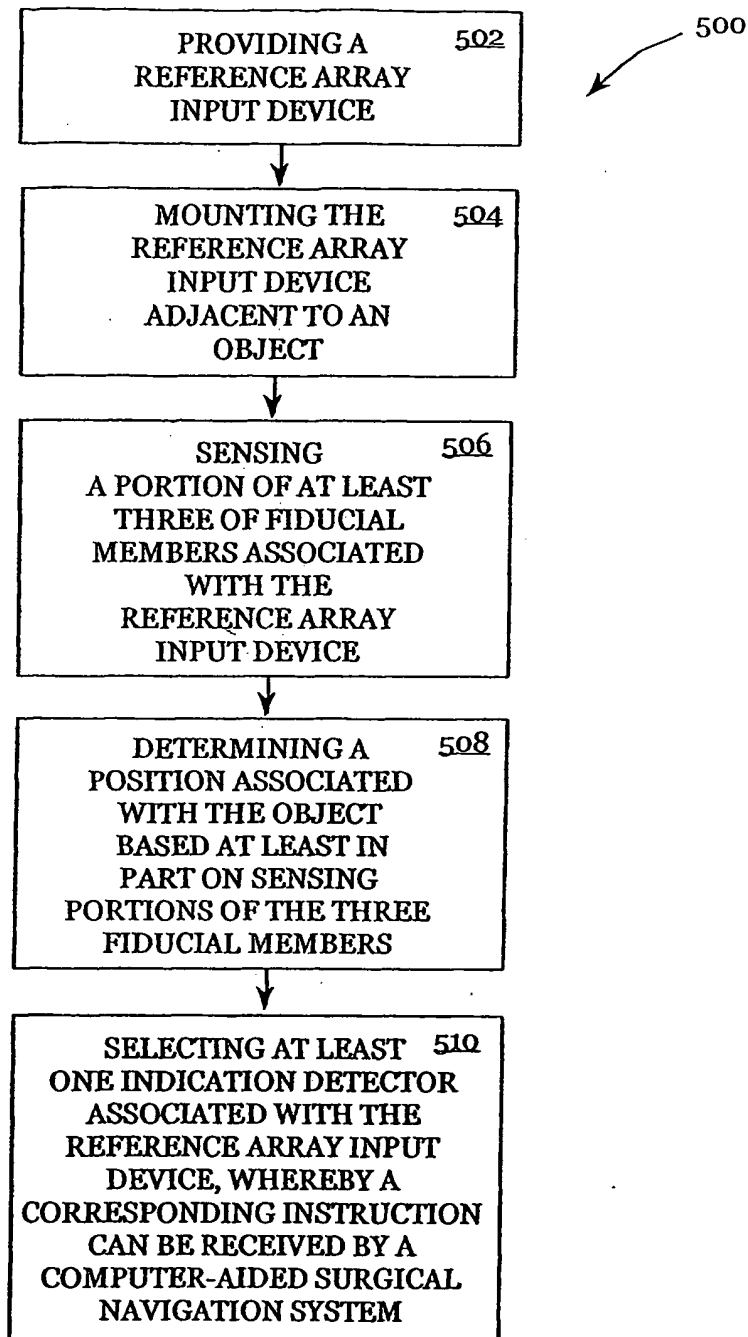 500
PROVIDING A 502
REFERENCE ARRAY
INPUT DEVICE
MOUNTING THE 504
REFERENCE ARRAY
INPUT DEVICE
ADJACENT TO AN
OBJECT
SENSING 506
A PORTION OF AT LEAST
THREE OF FIDUCIAL
MEMBERS ASSOCIATED
WITH THE
REFERENCE ARRAY
INPUT DEVICE
DETERMINING A 508
POSITION ASSOCIATED
WITH THE OBJECT
BASED AT LEAST IN
PART ON SENSING
PORTIONS OF THE THREE
FIDUCIAL MEMBERS
SELECTING AT LEAST 510
ONE INDICATION DETECTOR
ASSOCIATED WITH THE
REFERENCE ARRAY INPUT
DEVICE, WHEREBY A
CORRESPONDING INSTRUCTION
CAN BE RECEIVED BY A
COMPUTER-AIDED SURGICAL
NAVIGATION SYSTEM